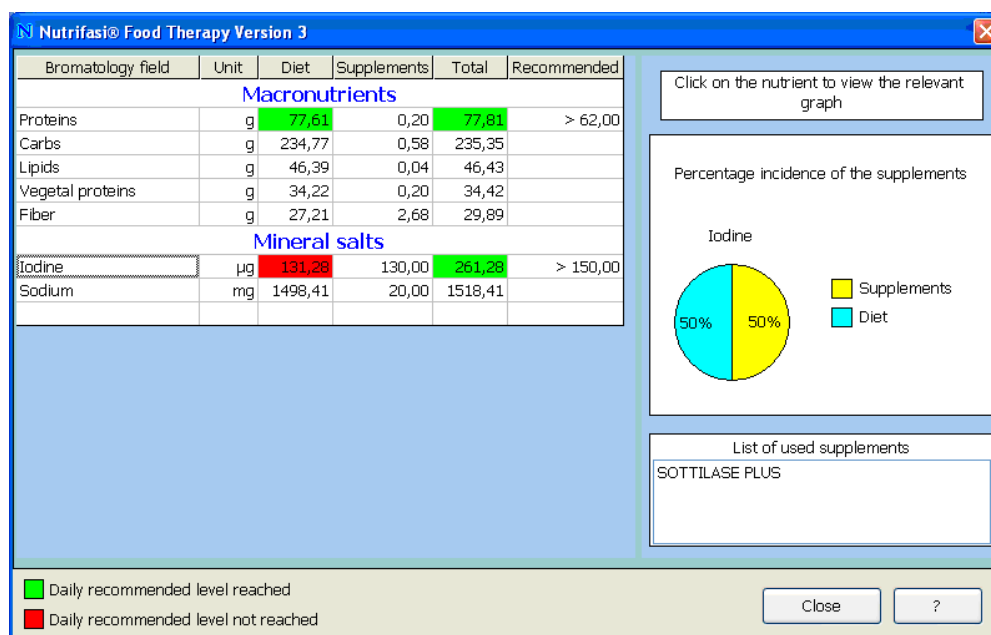 Nutrifasi® Food Therapy Version 3
Bromatology field Unit Diet Supplements Total Recommended
Macronutrients
Proteins g 77,61 0,20 77,81 > 62,00
Carbs g 234,77 0,58 235,35
Lipids g 46,39 0,04 46,43
Vegetal proteins g 34,22 0,20 34,42
Fiber g 27,21 2,68 29,89
Mineral salts
Iodine µg 131,28 130,00 261,28 > 150,00
Sodium mg 1498,41 20,00 1518,41
Click on the nutrient to view the relevant
graph
Percentage incidence of the supplements
Iodine
50% 50%
Supplements
Diet
List of used supplements
SOTTILASE PLUS
Daily recommended level reached
Daily recommended level not reached
Close ?